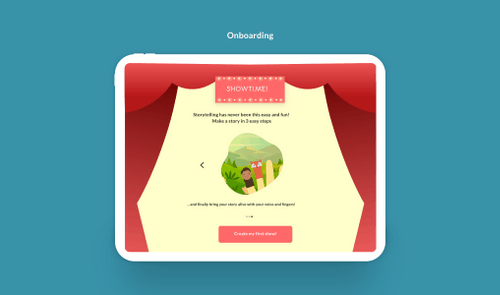 Onboarding
SHOWTIME!
Storytelling has never been this easy and fun!
Make a story in 3 easy steps
...and finally bring your story alive with your voice and fingers!
Create my first show!